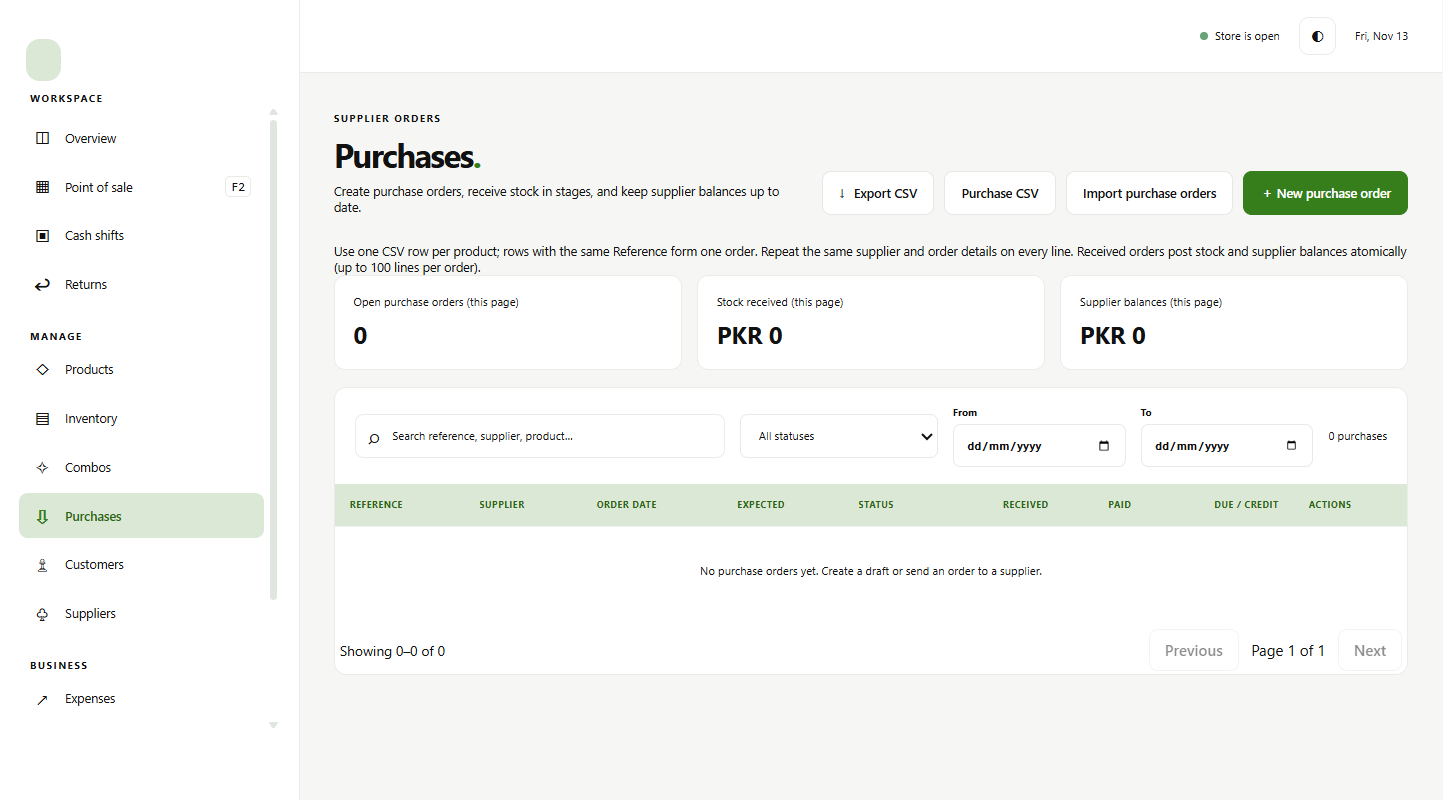 Store is open
Fri, Nov 13
WORKSPACE
Overview
Point of sale
F2
Cash shifts
Returns
MANAGE
Products
Inventory
Combos
Purchases
Customers
Suppliers
BUSINESS
Expenses
SUPPLIER ORDERS
Purchases.
Create purchase orders, receive stock in stages, and keep supplier balances up to
date.
↓ Export CSV
Purchase CSV
Import purchase orders
+ New purchase order
Use one CSV row per product; rows with the same Reference form one order. Repeat the same supplier and order details on every line. Received orders post stock and supplier balances atomically
(up to 100 lines per order).
Open purchase orders (this page)
0
Stock received (this page)
PKR 0
Supplier balances (this page)
PKR 0
Search reference, supplier, product...
All statuses
From
dd/mm/yyyy
To
dd/mm/yyyy
0 purchases
REFERENCE SUPPLIER ORDER DATE EXPECTED STATUS RECEIVED PAID DUE / CREDIT ACTIONS
No purchase orders yet. Create a draft or send an order to a supplier.
Showing 0–0 of 0
Previous
Page 1 of 1
Next